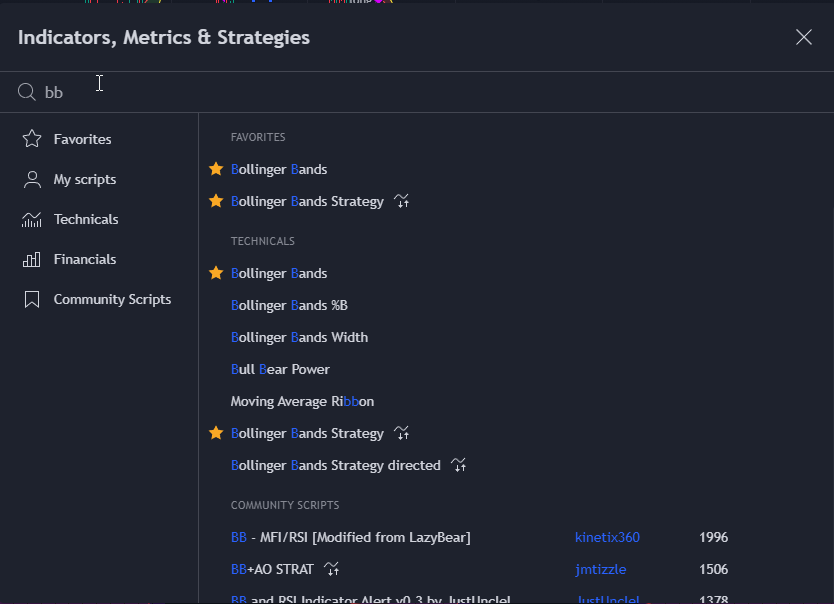 Indicators, Metrics & Strategies
bb
Favorites
My scripts
Technicals
Financials
Community Scripts
FAVORITES
Bollinger Bands
Bollinger Bands Strategy
TECHNICALS
Bollinger Bands
Bollinger Bands %B
Bollinger Bands Width
Bull Bear Power
Moving Average Ribbon
Bollinger Bands Strategy
Bollinger Bands Strategy directed
COMMUNITY SCRIPTS
BB - MFI/RSI [Modified from LazyBear] kinetix360 1996
BB+AO STRAT jmtizzle 1506
BB and RSI Indicator Alert v0.3 by JustUncleL JustUncleL 1378